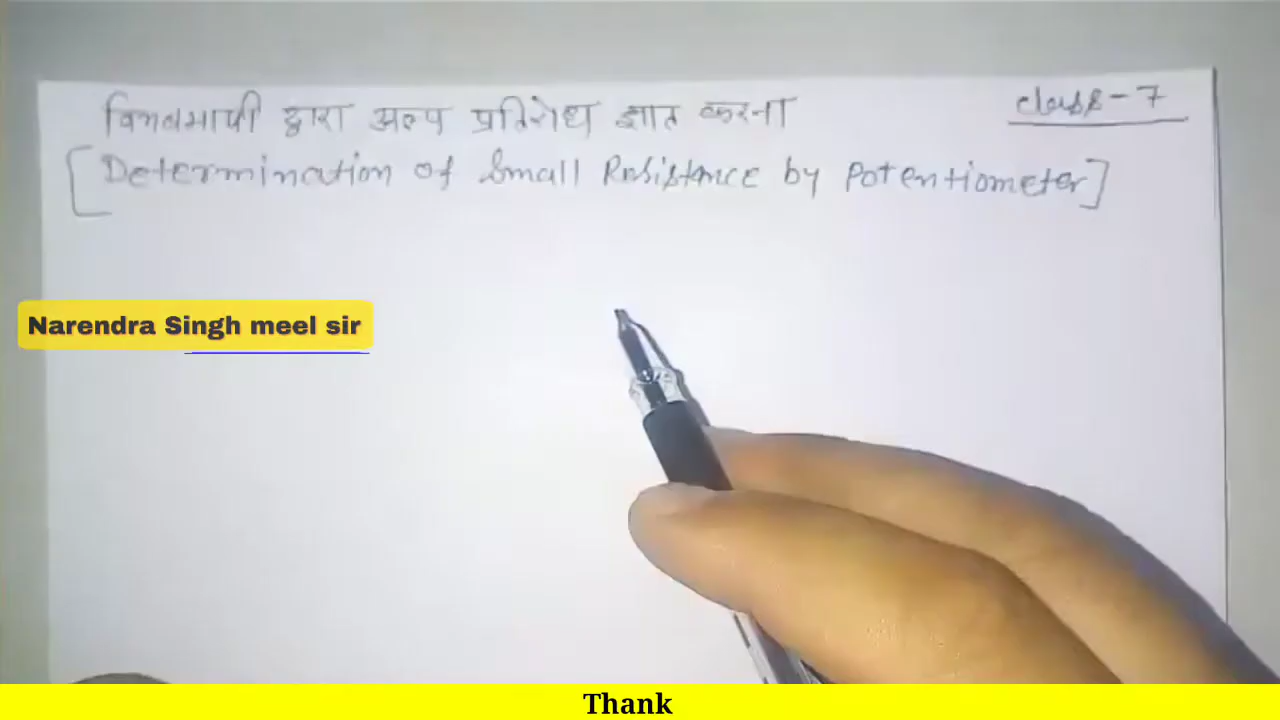 विभवमापी द्वारा अल्प प्रतिरोध ज्ञात करना
class - 7
[Determination of Small Resistance by Potentiometer]
Narendra Singh meel sir
Thank